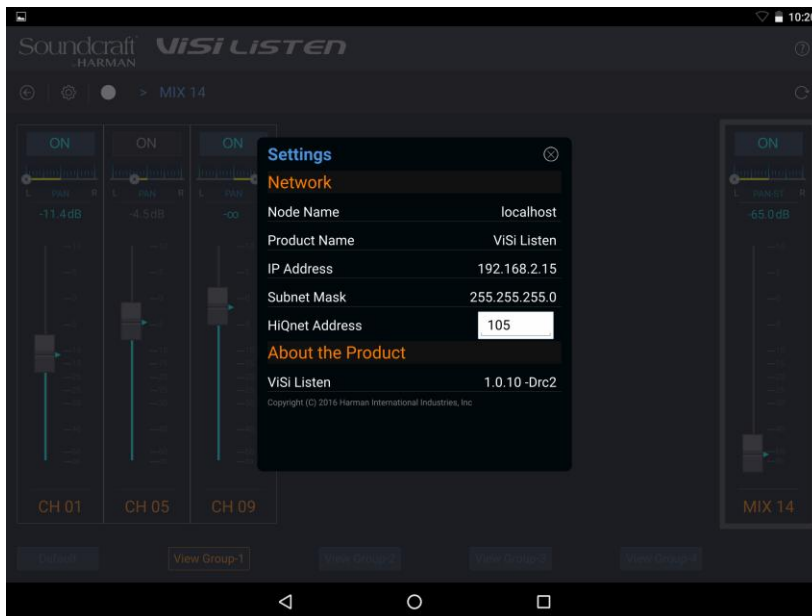 10:20
Soundcraft ViSi LiSTEN
BY HARMAN
> MIX 14
ON ON ON ON
L PAN R L PAN R L PAN L PAN/ST R
-11.4dB -4.5dB -∞ -65.0dB
Settings
Network
Node Name localhost
Product Name ViSi Listen
IP Address 192.168.2.15
Subnet Mask 255.255.255.0
HiQnet Address 105
About the Product
ViSi Listen 1.0.10 -Drc2
Copyright (C) 2016 Harman International Industries, Inc
CH 01 CH 05 CH 09 MIX 14
Default View Group-1 View Group-2 View Group-3 View Group-4